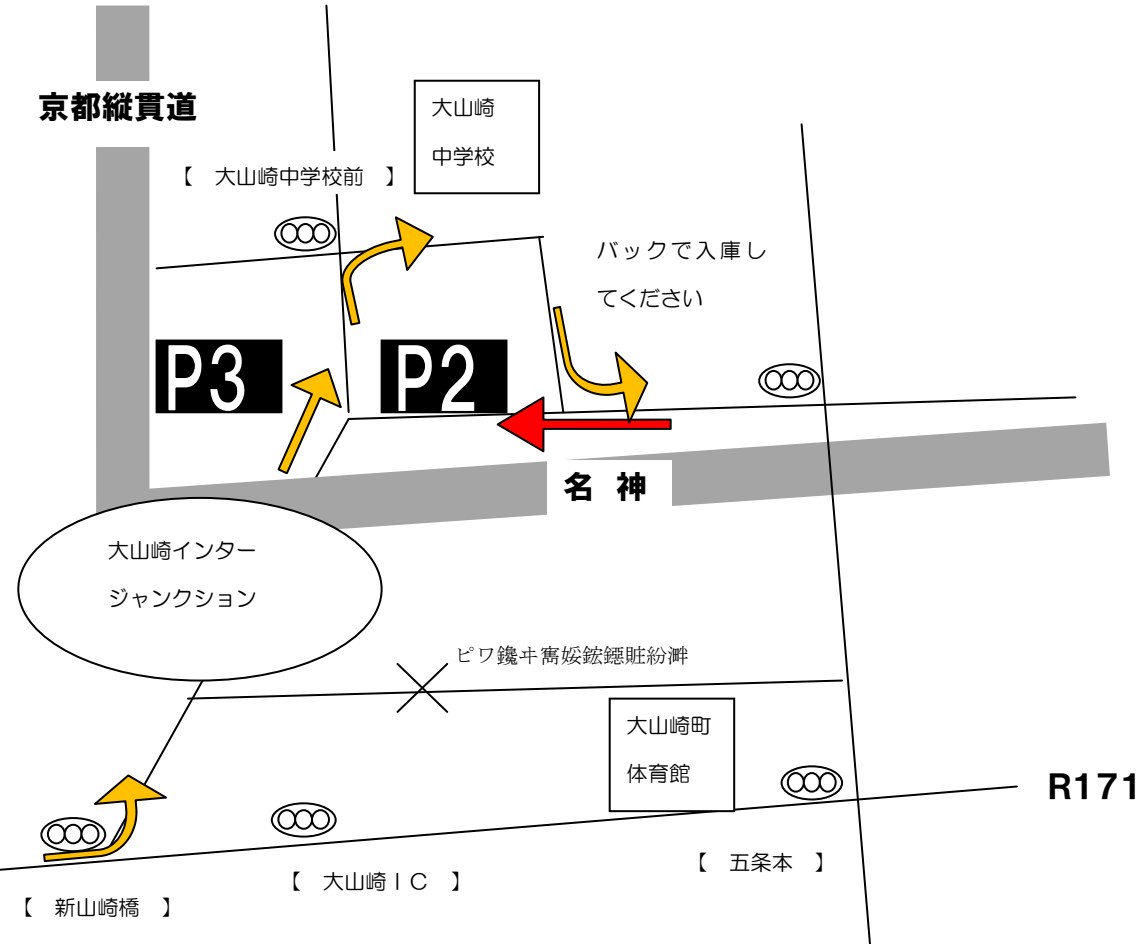 京都縦貫道
大山崎
中学校
【　大山崎中学校前　】
バックで入庫し
てください
P3
P2
名 神
大山崎インター
ジャンクション
大山崎町
体育館
R171
【　五条本　】
【　大山崎ＩＣ　】
【　新山崎橋　】